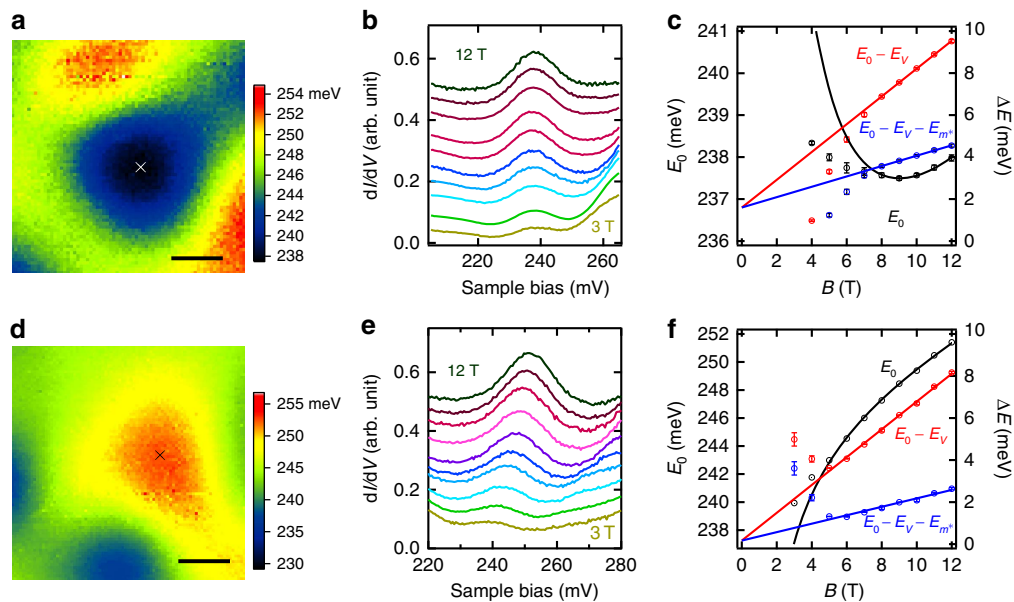 a
254 meV
252
250
248
246
244
242
240
238
b
12 T
3 T
0.6
0.4
0.2
0.0
dI/dV (arb. unit)
220 240 260
Sample bias (mV)
c
241
240
239
238
237
236
E0 (meV)
E0 − EV
E0 − EV − Em*
E0
10
8
6
4
2
0
ΔE (meV)
0 2 4 6 8 10 12
B (T)
d
255 meV
250
245
240
235
230
e
12 T
3 T
0.6
0.4
0.2
0.0
dI/dV (arb. unit)
220 240 260 280
Sample bias (mV)
f
252
250
248
246
244
242
240
238
E0 (meV)
E0
E0 − EV
E0 − EV − Em*
10
8
6
4
2
0
ΔE (meV)
0 2 4 6 8 10 12
B (T)